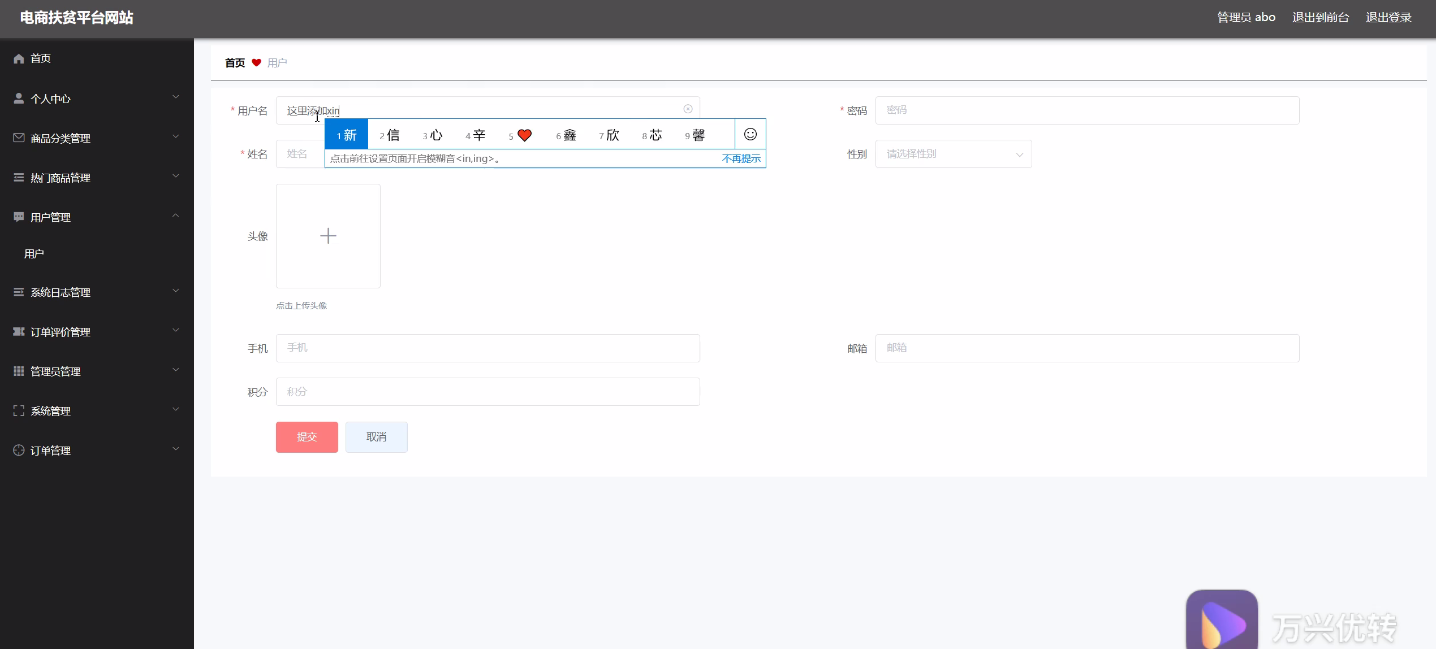 电商扶贫平台网站
管理员 abo 退出到前台 退出登录
首页
个人中心
商品分类管理
热门商品管理
用户管理
用户
系统日志管理
订单评价管理
管理员管理
系统管理
订单管理
首页 用户
* 用户名 这里添加xin
* 密码 密码
1 新 2 信 3 心 4 辛 5 ❤ 6 鑫 7 欣 8 芯 9 馨
点击前往设置页面开启模糊音<in,ing>。 不再提示
* 姓名 姓名
性别 请选择性别
头像
点击上传头像
手机 手机
邮箱 邮箱
积分 积分
提交 取消
万兴优转